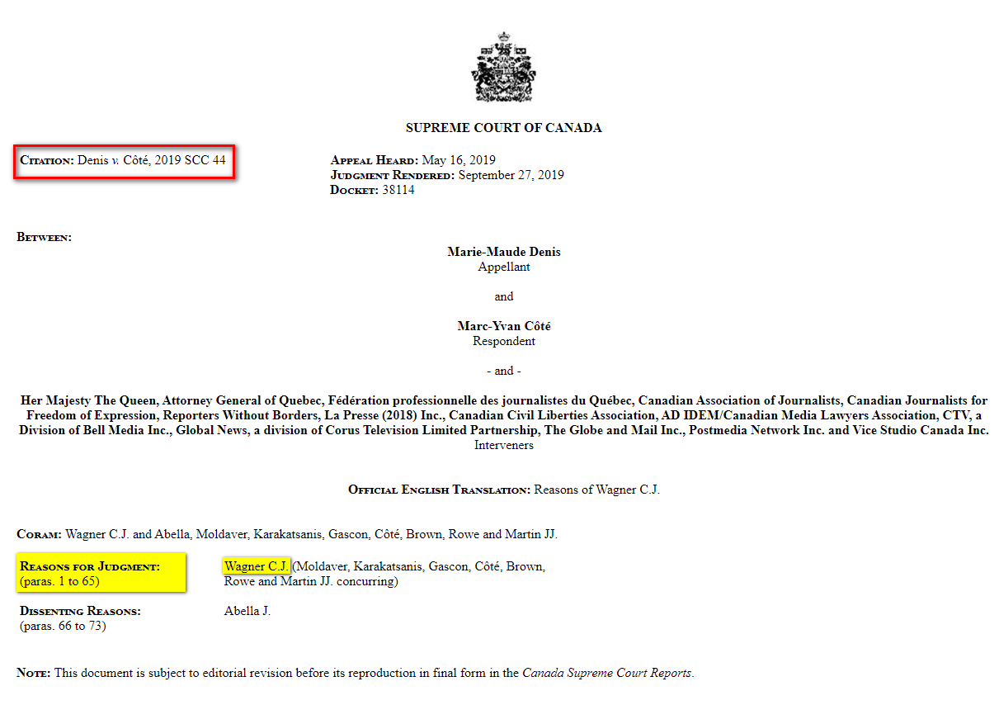 SUPREME COURT OF CANADA
CITATION: Denis v. Côté, 2019 SCC 44
APPEAL HEARD: May 16, 2019
JUDGMENT RENDERED: September 27, 2019
DOCKET: 38114
BETWEEN:
Marie-Maude Denis
Appellant
and
Marc-Yvan Côté
Respondent
- and -
Her Majesty The Queen, Attorney General of Quebec, Fédération professionnelle des journalistes du Québec, Canadian Association of Journalists, Canadian Journalists for
Freedom of Expression, Reporters Without Borders, La Presse (2018) Inc., Canadian Civil Liberties Association, AD IDEM/Canadian Media Lawyers Association, CTV, a
Division of Bell Media Inc., Global News, a division of Corus Television Limited Partnership, The Globe and Mail Inc., Postmedia Network Inc. and Vice Studio Canada Inc.
Interveners
OFFICIAL ENGLISH TRANSLATION: Reasons of Wagner C.J.
CORAM: Wagner C.J. and Abella, Moldaver, Karakatsanis, Gascon, Côté, Brown, Rowe and Martin JJ.
REASONS FOR JUDGMENT:
(paras. 1 to 65)
Wagner C.J. (Moldaver, Karakatsanis, Gascon, Côté, Brown,
Rowe and Martin JJ. concurring)
DISSENTING REASONS:
(paras. 66 to 73)
Abella J.
NOTE: This document is subject to editorial revision before its reproduction in final form in the Canada Supreme Court Reports.